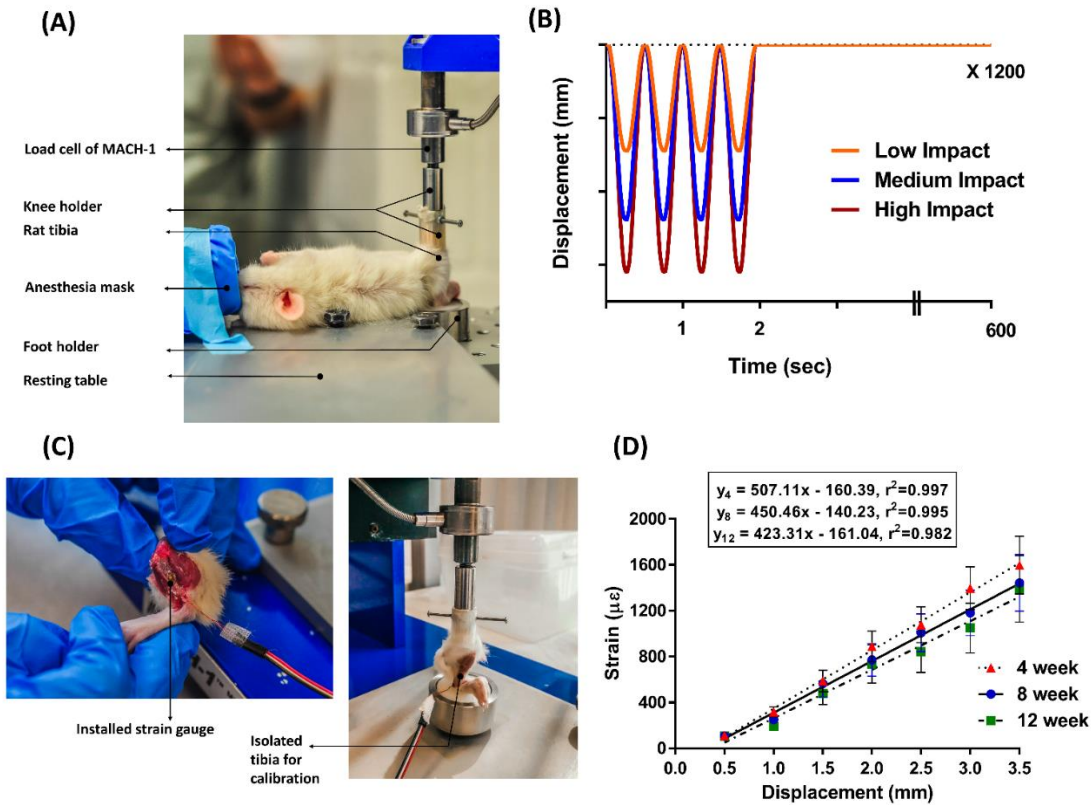 (A)
Load cell of MACH-1
Knee holder
Rat tibia
Anesthesia mask
Foot holder
Resting table
(B)
Displacement (mm)
X 1200
Low Impact
Medium Impact
High Impact
1
2
600
Time (sec)
(C)
Installed strain gauge
Isolated
tibia for
calibration
(D)
y4 = 507.11x - 160.39, r²=0.997
y8 = 450.46x - 140.23, r²=0.995
y12 = 423.31x - 161.04, r²=0.982
Strain (µε)
2000
1600
1200
800
400
0
4 week
8 week
12 week
0.0 0.5 1.0 1.5 2.0 2.5 3.0 3.5
Displacement (mm)